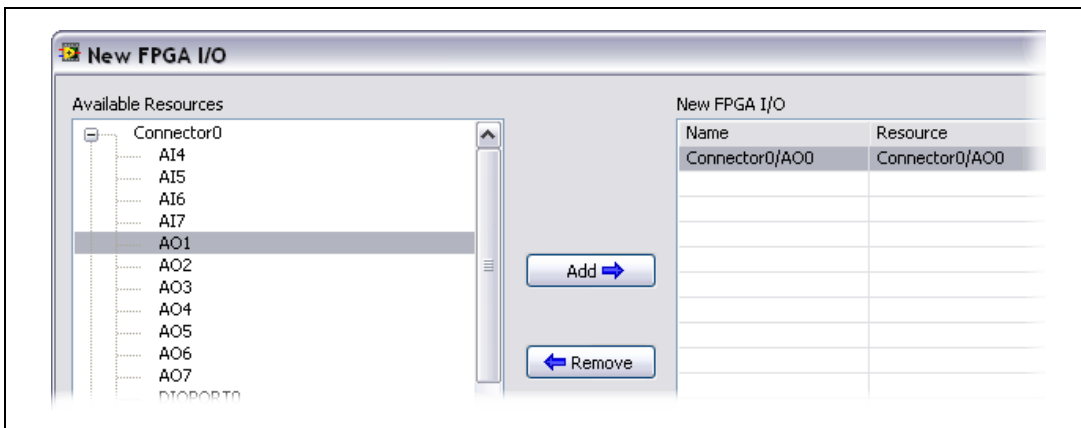 New FPGA I/O
Available Resources
Connector0
AI4
AI5
AI6
AI7
AO1
AO2
AO3
AO4
AO5
AO6
AO7
DIOPORT0
Add
Remove
New FPGA I/O
Name Resource
Connector0/AO0 Connector0/AO0